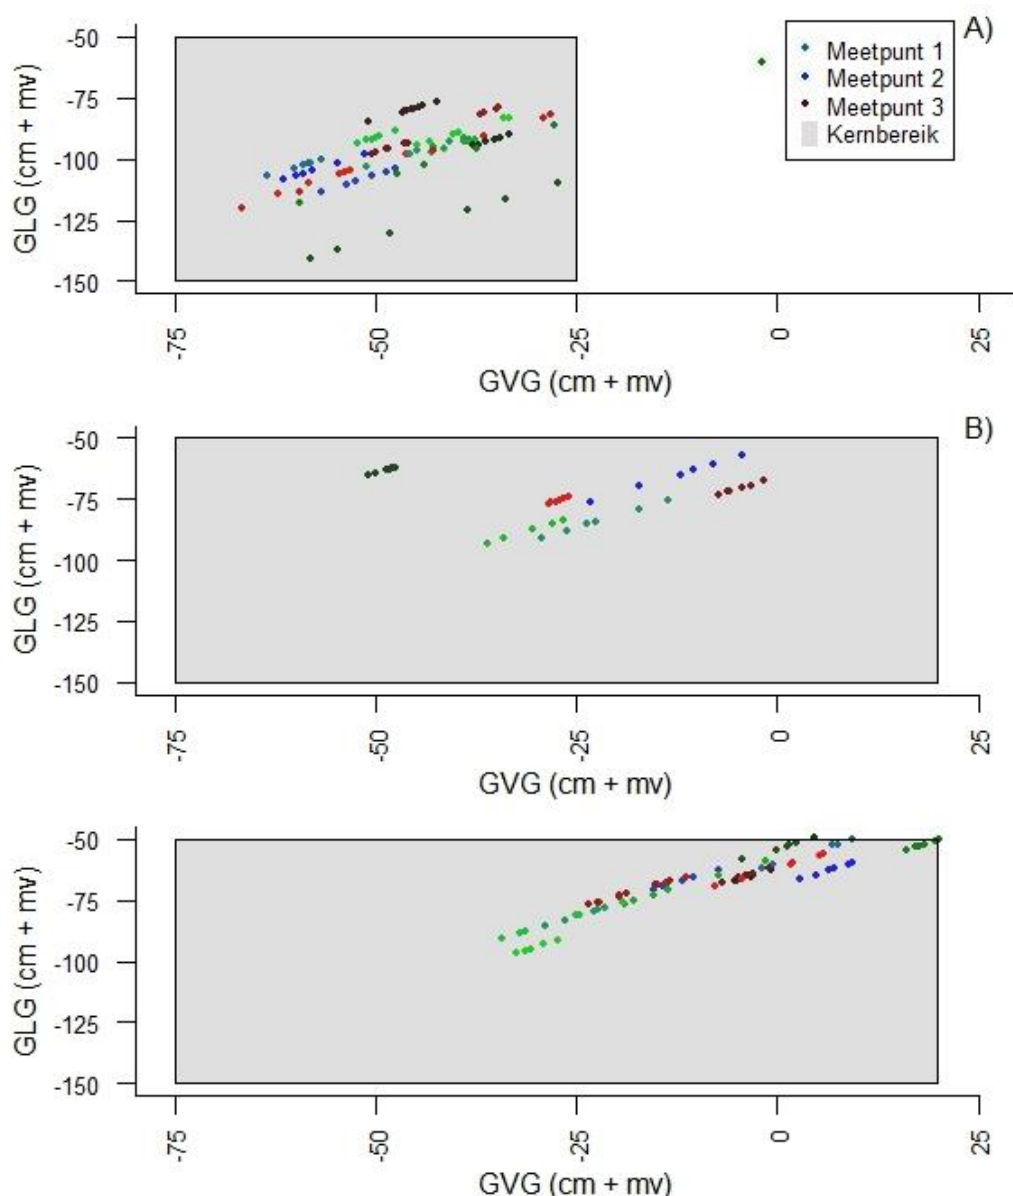 A)
Meetpunt 1
Meetpunt 2
Meetpunt 3
Kernbereik
-50
-75
-100
-125
-150
GLG (cm + mv)
-75
-50
-25
0
25
GVG (cm + mv)
B)
-50
-75
-100
-125
-150
GLG (cm + mv)
-75
-50
-25
0
25
GVG (cm + mv)
-50
-75
-100
-125
-150
GLG (cm + mv)
-75
-50
-25
0
25
GVG (cm + mv)